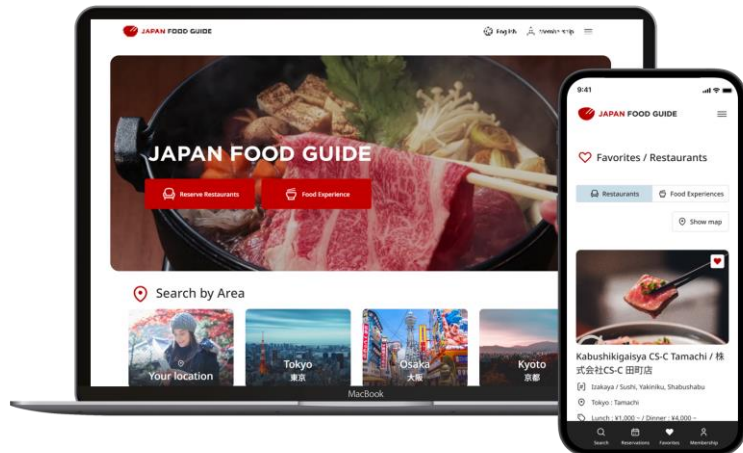 JAPAN FOOD GUIDE
English
Membership
JAPAN FOOD GUIDE
Reserve Restaurants
Food Experience
Search by Area
Your location
Tokyo
東京
Osaka
大阪
Kyoto
京都
MacBook
9:41
JAPAN FOOD GUIDE
Favorites / Restaurants
Restaurants
Food Experiences
Show map
Kabushikigaisya CS-C Tamachi / 株
式会社CS-C 田町店
Izakaya / Sushi, Yakiniku, Shabushabu
Tokyo : Tamachi
Lunch : ¥1,000 ~ / Dinner : ¥4,000 ~
Search
Reservations
Favorites
Membership